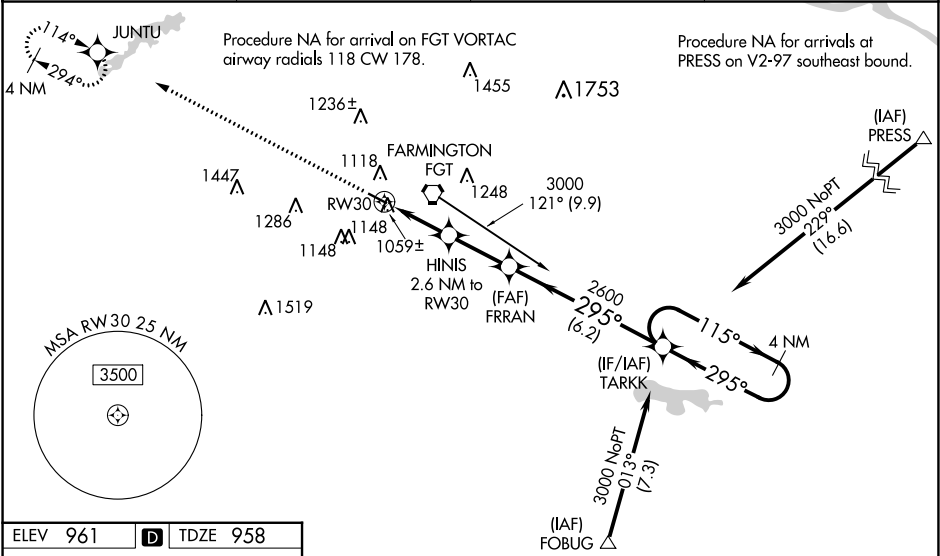 114°
JUNTU
294°
4 NM
Procedure NA for arrival on FGT VORTAC
airway radials 118 CW 178.
Procedure NA for arrivals at
PRESS on V2-97 southeast bound.
1455
1753
1236±
(IAF)
PRESS
FARMINGTON
FGT
1118
1248
1447
3000
121° (9.9)
RW30
1286
3000 NoPT
229°
(16.6)
1148
1148
1059±
HINIS
2.6 NM to
RW30
(FAF)
FRRAN
2600
295°
(6.2)
1519
115°
4 NM
(IF/IAF)
TARKK
295°
MSA RW30 25 NM
3500
3000 NoPT
013°
(7.3)
(IAF)
FOBUG
ELEV 961 D TDZE 958